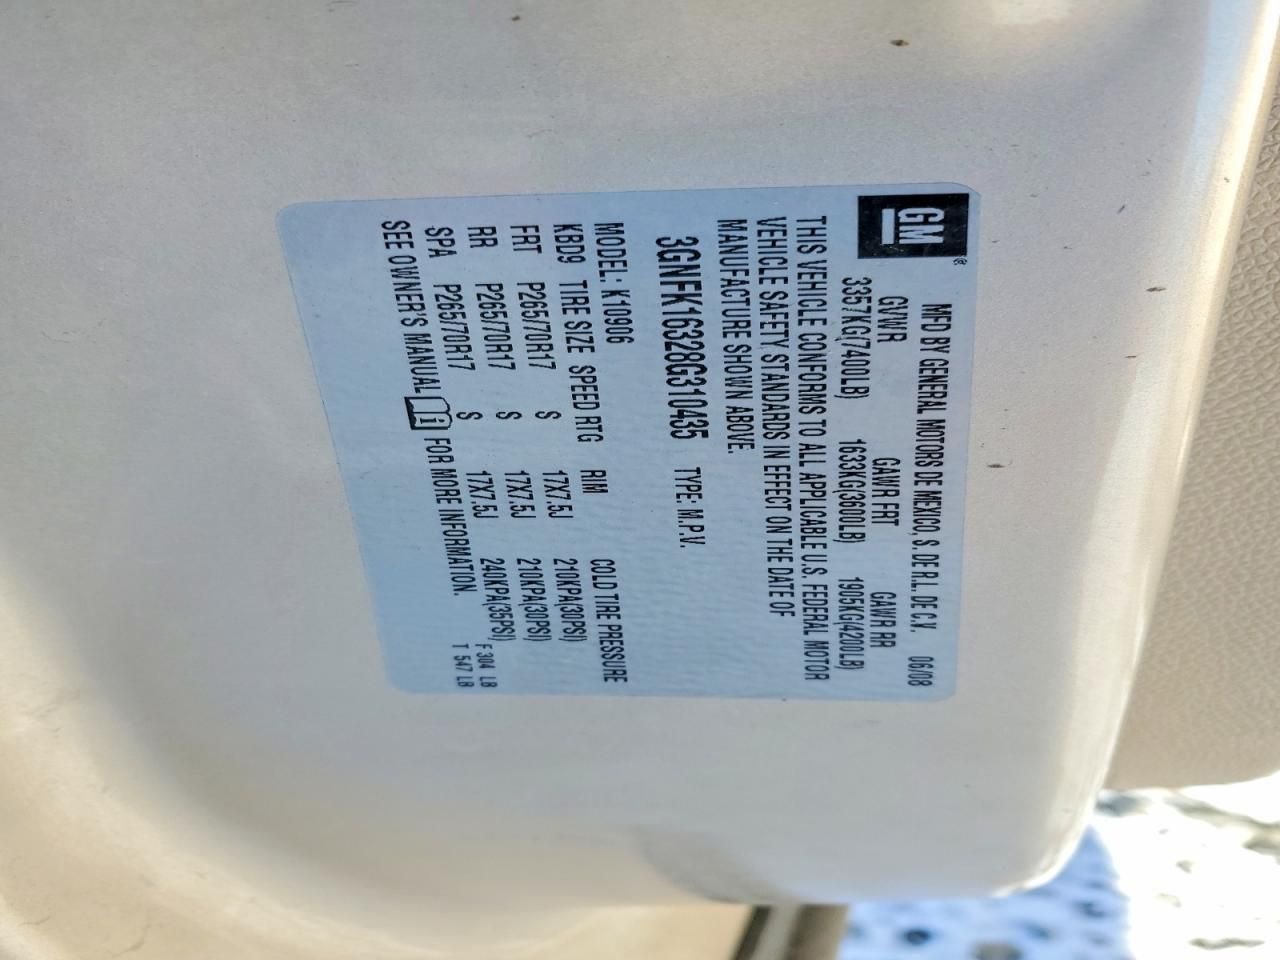 GM®
MFD BY GENERAL MOTORS DE MEXICO, S. DE R.L. DE C.V. 06/08
GVWR GAWR FRT GAWR RR
3357KG(7400LB) 1633KG(3600LB) 1905KG(4200LB)
THIS VEHICLE CONFORMS TO ALL APPLICABLE U.S. FEDERAL MOTOR
VEHICLE SAFETY STANDARDS IN EFFECT ON THE DATE OF
MANUFACTURE SHOWN ABOVE.
3GNFK16328G310435 TYPE: M.P.V.
MODEL: K10906
KBD9 TIRE SIZE SPEED RTG RIM COLD TIRE PRESSURE
FRT P265/70R17 S 17X7.5J 210KPA(30PSI)
RR P265/70R17 S 17X7.5J 210KPA(30PSI)
SPA P265/70R17 S 17X7.5J 240KPA(35PSI)
SEE OWNER'S MANUAL FOR MORE INFORMATION.
F 304 LB
T 547 LB